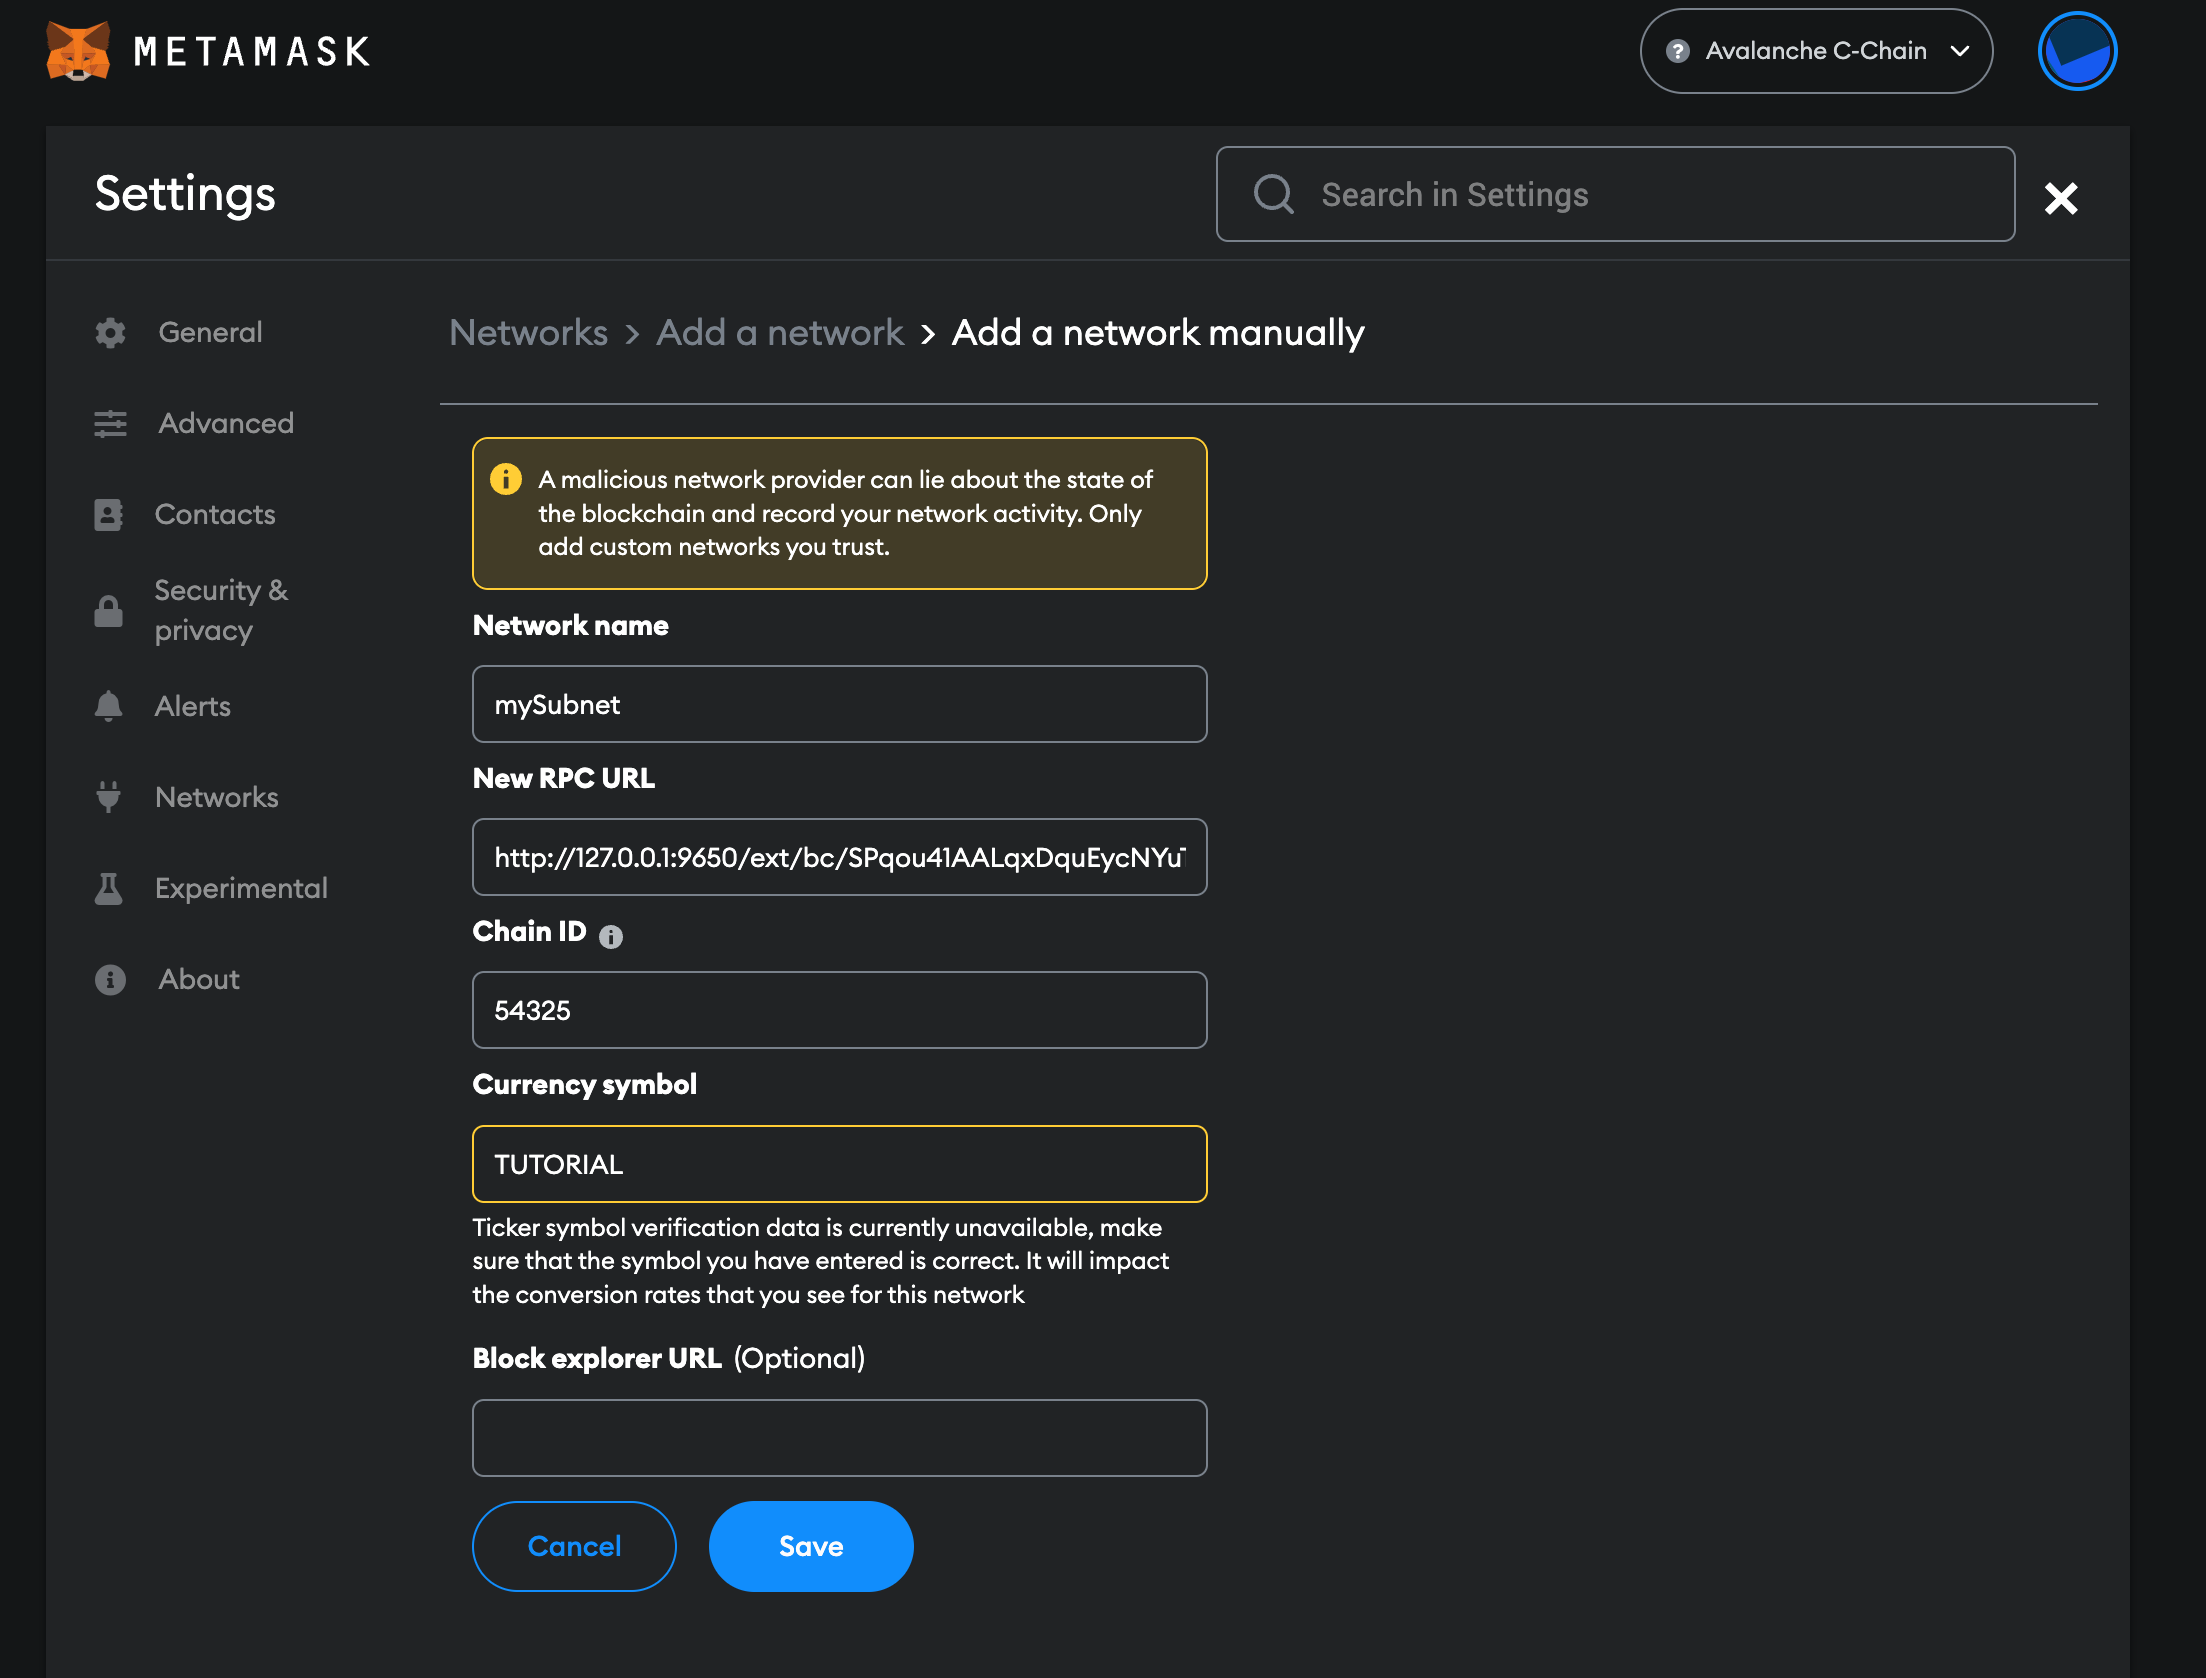 METAMASK
Avalanche C-Chain
Settings
Search in Settings
General
Advanced
Contacts
Security &
privacy
Alerts
Networks
Experimental
About
Networks > Add a network > Add a network manually
A malicious network provider can lie about the state of
the blockchain and record your network activity. Only
add custom networks you trust.
Network name
mySubnet
New RPC URL
http://127.0.0.1:9650/ext/bc/SPqou41AALqxDquEycNYuT
Chain ID
54325
Currency symbol
TUTORIAL
Ticker symbol verification data is currently unavailable, make
sure that the symbol you have entered is correct. It will impact
the conversion rates that you see for this network
Block explorer URL (Optional)
Cancel
Save